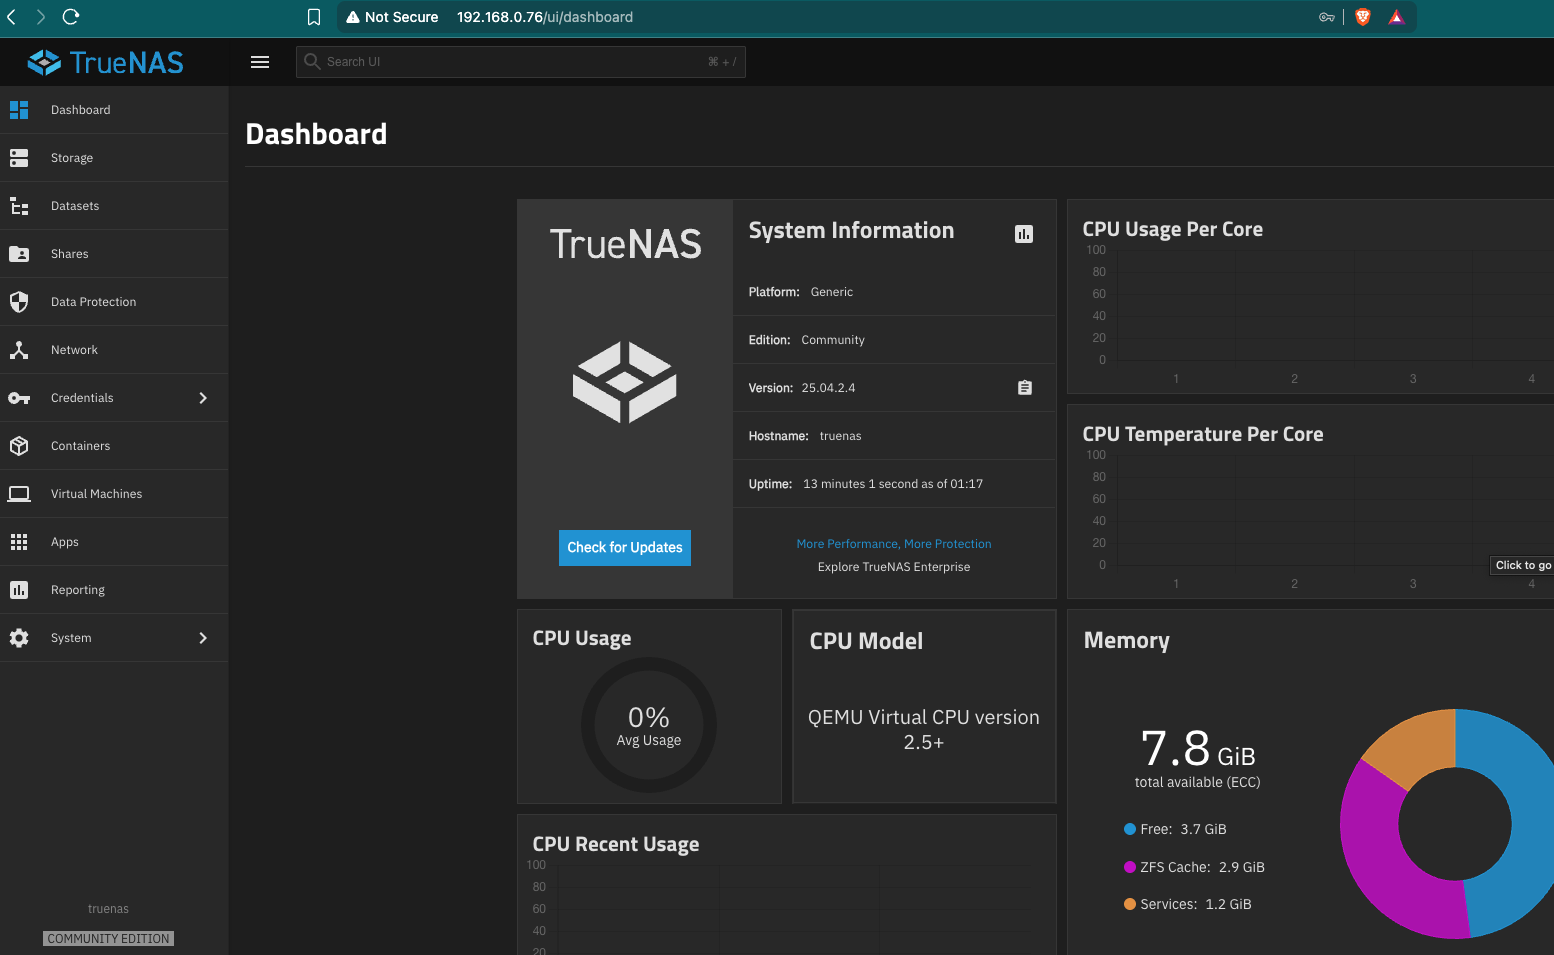 Not Secure 192.168.0.76/ui/dashboard
TrueNAS
Search UI ⌘ + /
Dashboard
Storage
Datasets
Shares
Data Protection
Network
Credentials
Containers
Virtual Machines
Apps
Reporting
System
truenas
COMMUNITY EDITION
Dashboard
TrueNAS
Check for Updates
System Information
Platform: Generic
Edition: Community
Version: 25.04.2.4
Hostname: truenas
Uptime: 13 minutes 1 second as of 01:17
More Performance, More Protection
Explore TrueNAS Enterprise
CPU Usage Per Core
100
80
60
40
20
0
1 2 3 4
CPU Temperature Per Core
100
80
60
40
20
0
1 2 3 4
Click to go
CPU Usage
0%
Avg Usage
CPU Model
QEMU Virtual CPU version
2.5+
Memory
7.8 GiB
total available (ECC)
Free: 3.7 GiB
ZFS Cache: 2.9 GiB
Services: 1.2 GiB
CPU Recent Usage
100
80
60
40
20